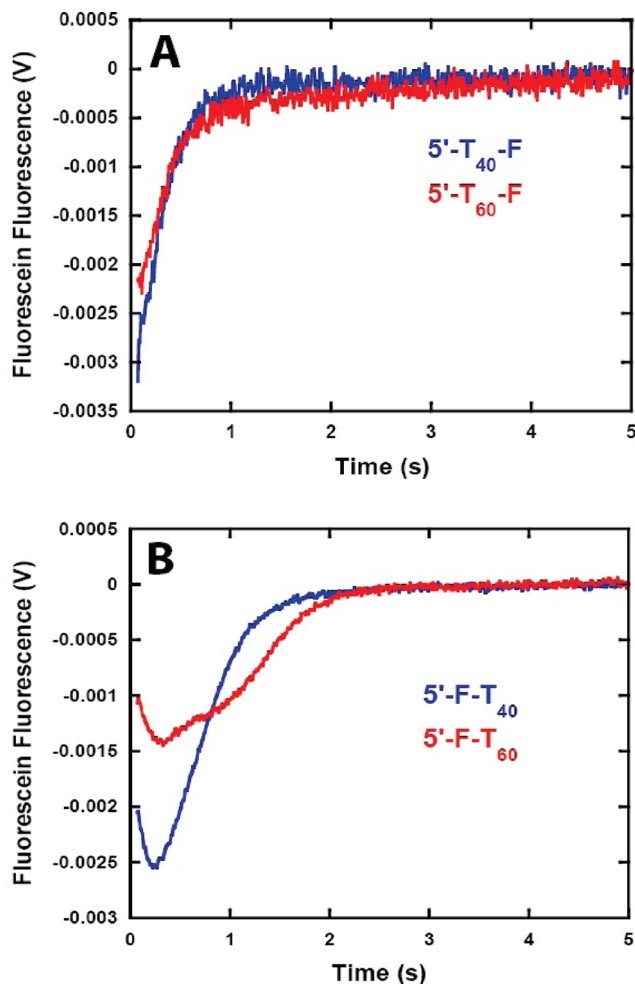 A
Fluorescein Fluorescence (V)
0.0005
0
-0.0005
-0.001
-0.0015
-0.002
-0.0025
-0.003
-0.0035
5'-T40-F
5'-T60-F
0 1 2 3 4 5
Time (s)
B
Fluorescein Fluorescence (V)
0.0005
0
-0.0005
-0.001
-0.0015
-0.002
-0.0025
-0.003
5'-F-T40
5'-F-T60
0 1 2 3 4 5
Time (s)